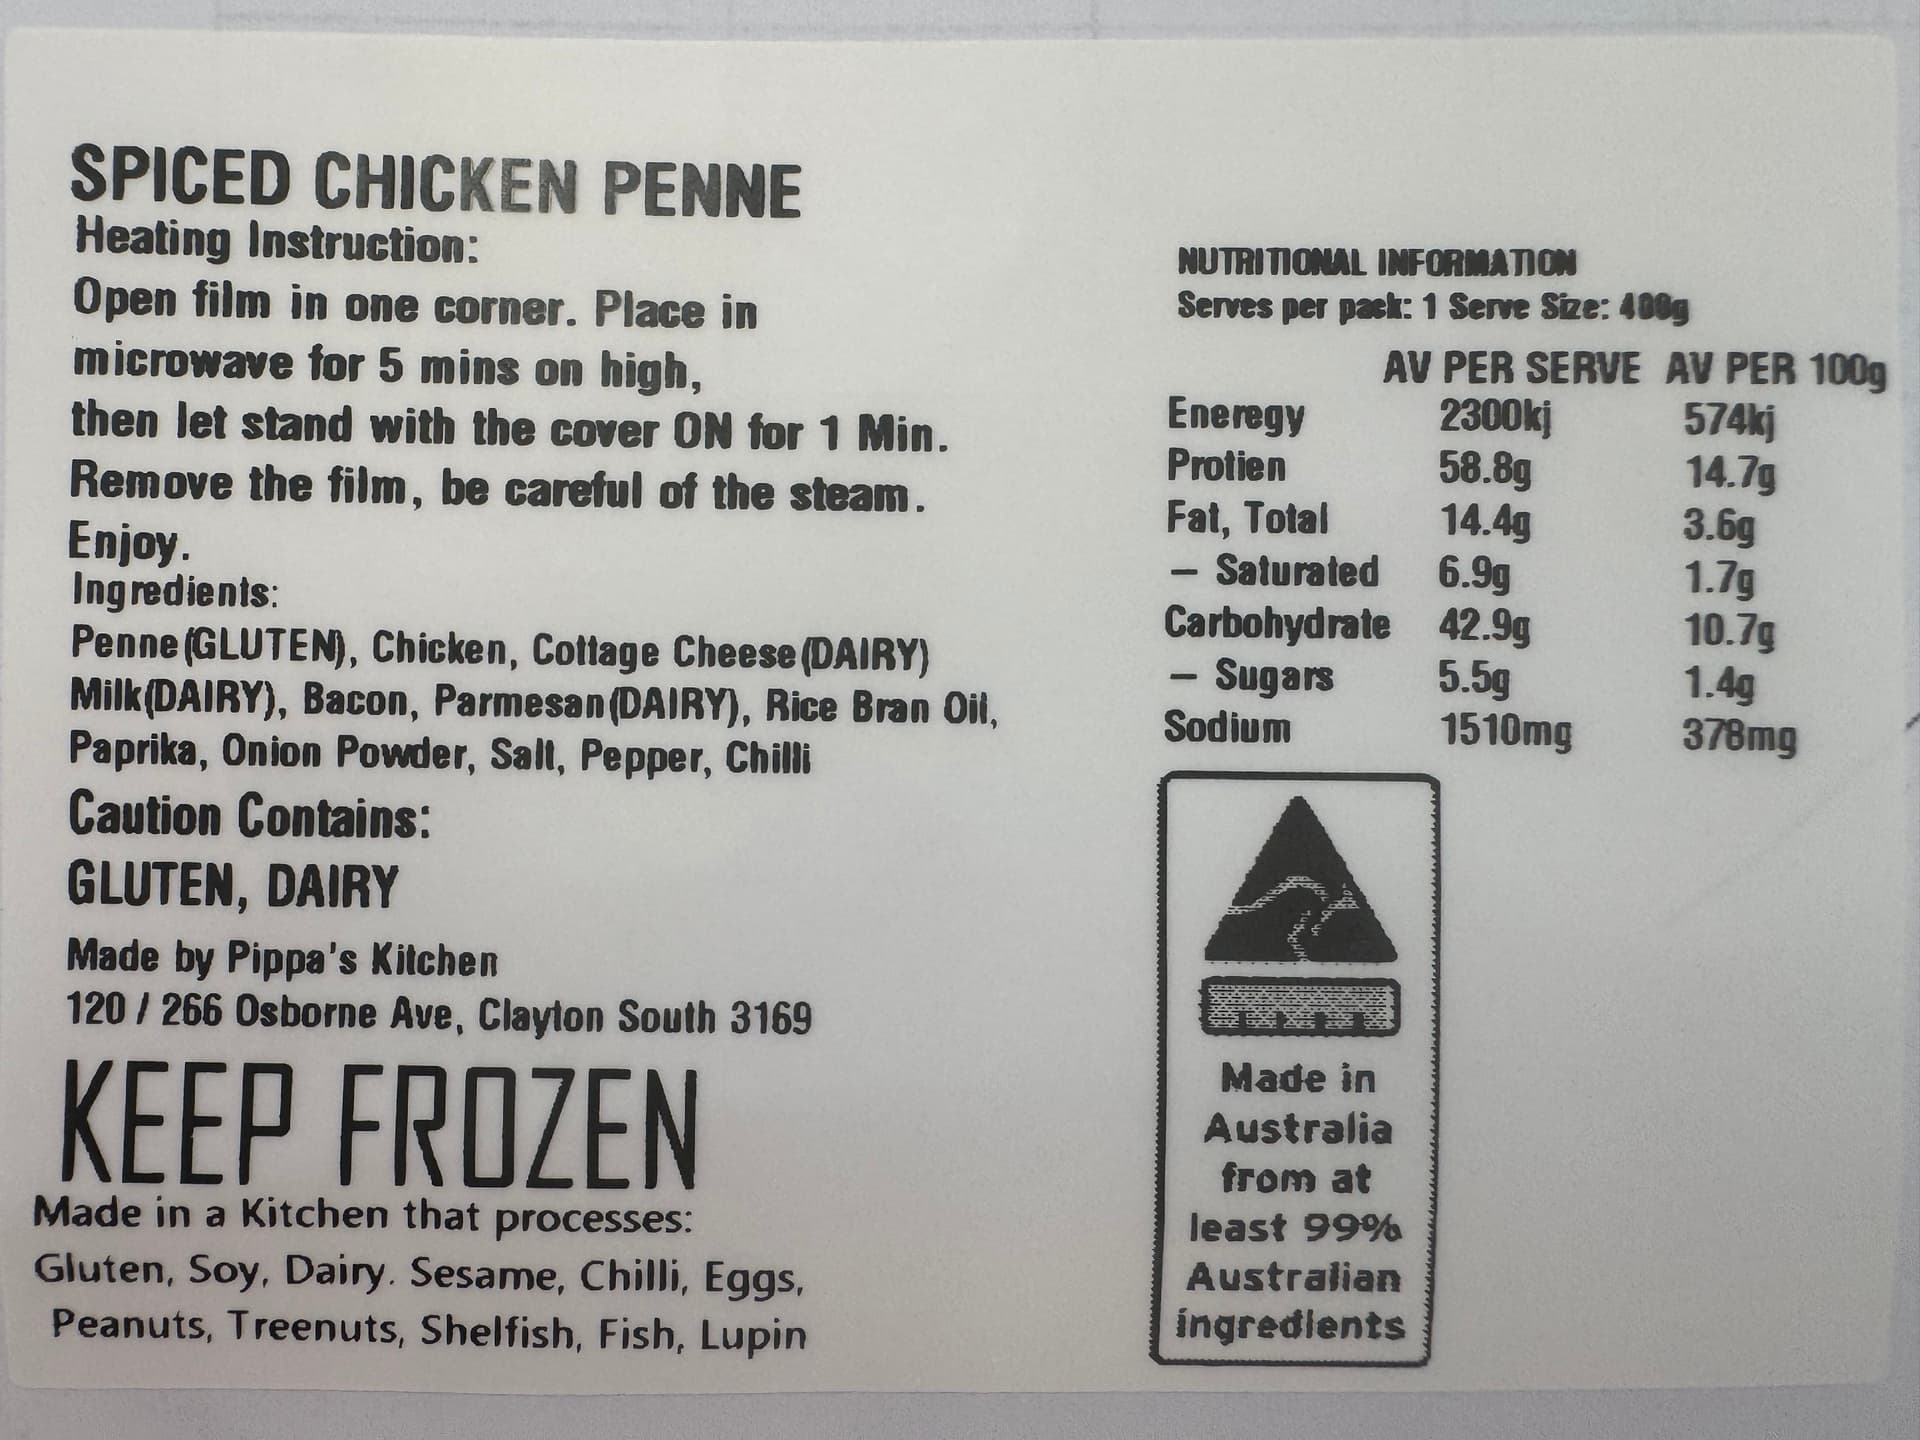 SPICED CHICKEN PENNE
Heating Instruction:
Open film in one corner. Place in
microwave for 5 mins on high,
then let stand with the cover ON for 1 Min.
Remove the film, be careful of the steam.
Enjoy.
Ingredients:
Penne(GLUTEN), Chicken, Cottage Cheese(DAIRY)
Milk(DAIRY), Bacon, Parmesan(DAIRY), Rice Bran Oil,
Paprika, Onion Powder, Salt, Pepper, Chilli
Caution Contains:
GLUTEN, DAIRY
Made by Pippa's Kitchen
120 / 266 Osborne Ave, Clayton South 3169
KEEP FROZEN
Made in a Kitchen that processes:
Gluten, Soy, Dairy. Sesame, Chilli, Eggs,
Peanuts, Treenuts, Shelfish, Fish, Lupin
NUTRITIONAL INFORMATION
Serves per pack: 1 Serve Size: 400g
AV PER SERVE AV PER 100g
Eneregy 2300kj 574kj
Protien 58.8g 14.7g
Fat, Total 14.4g 3.6g
– Saturated 6.9g 1.7g
Carbohydrate 42.9g 10.7g
– Sugars 5.5g 1.4g
Sodium 1510mg 378mg
Made in
Australia
from at
least 99%
Australian
ingredients